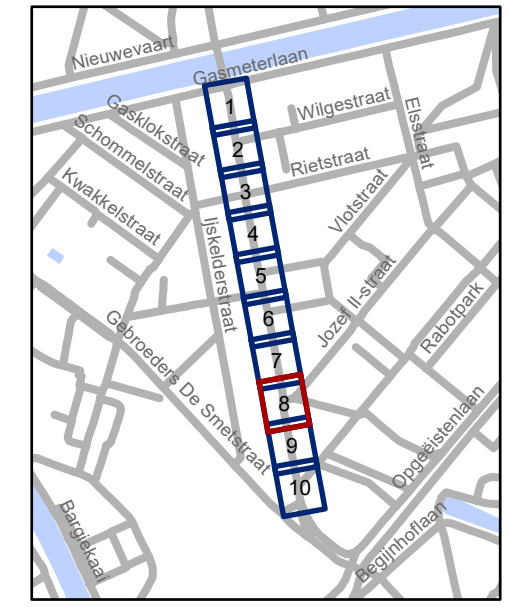 Nieuwevaart
Gasmeterlaan
Gasklokstraat
Wilgestraat
Elsstraat
Schommelstraat
Rietstraat
Kwakkelstraat
Vlotstraat
Ijskelderstraat
Jozef II-straat
Rabotpark
Gebroeders De Smetstraat
Opgeëistenlaan
Bargiekaai
Begijnhoflaan
1
2
3
4
5
6
7
8
9
10